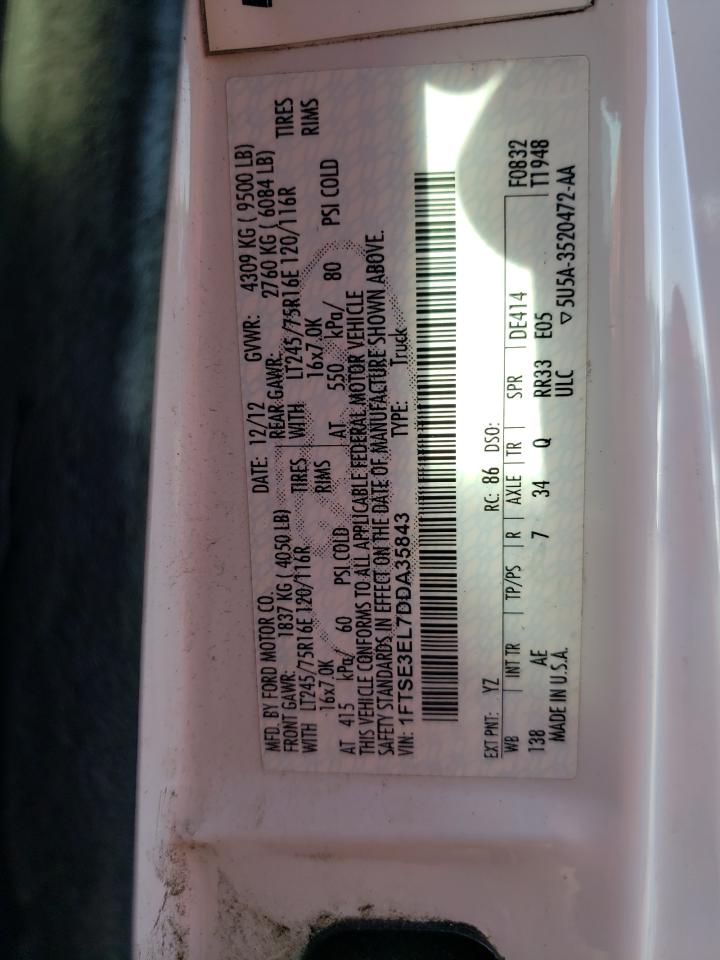 MFD. BY FORD MOTOR CO.
DATE: 12/12 GVWR: 4309 KG ( 9500 LB)
FRONT GAWR: 1837 KG ( 4050 LB) REAR GAWR: 2760 KG ( 6084 LB)
WITH LT245/75R16E 120/116R TIRES WITH LT245/75R16E 120/116R TIRES
16x7.0K RIMS 16x7.0K RIMS
AT 415 kPa/ 60 PSI COLD AT 550 kPa/ 80 PSI COLD
THIS VEHICLE CONFORMS TO ALL APPLICABLE FEDERAL MOTOR VEHICLE
SAFETY STANDARDS IN EFFECT ON THE DATE OF MANUFACTURE SHOWN ABOVE.
VIN: 1FTSE3EL7DDA35843 TYPE: Truck
EXT PNT: YZ RC: 86 DSO:
WB INT TR TP/PS R AXLE TR SPR DE414 F0832
138 AE 7 34 Q RR33 E05 T1948
MADE IN U.S.A. ULC ▽5U5A-3520472-AA